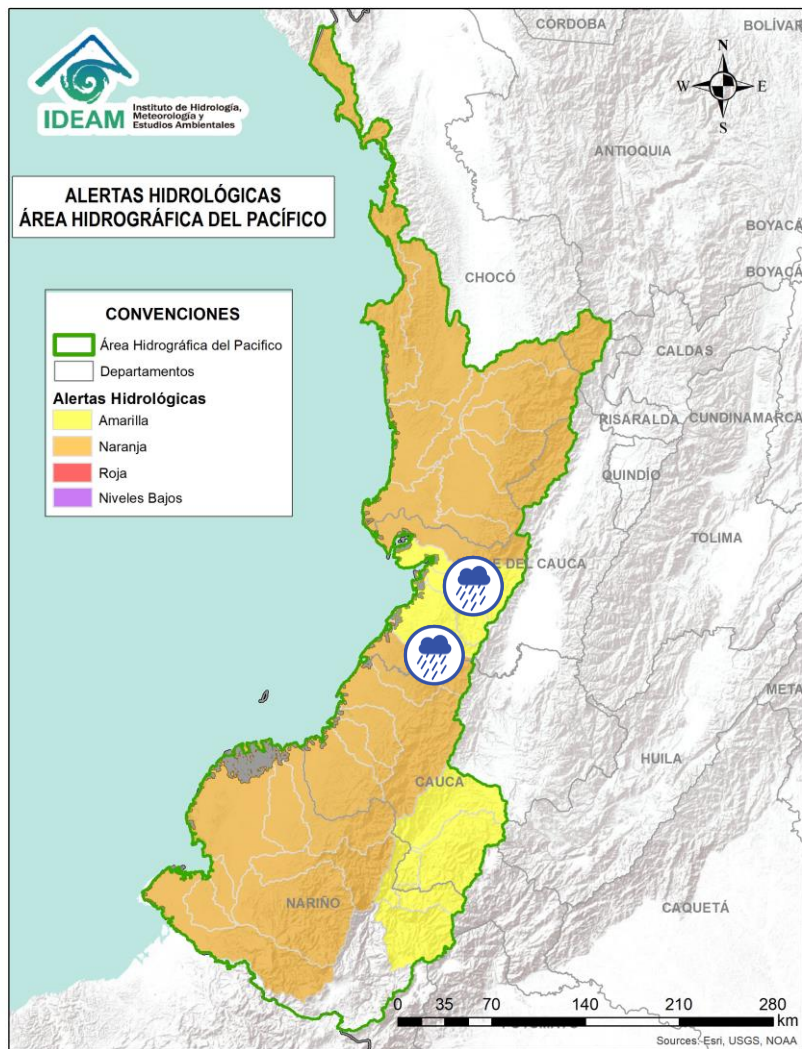 IDEAM
Instituto de Hidrología,
Meteorología y
Estudios Ambientales
ALERTAS HIDROLÓGICAS
ÁREA HIDROGRÁFICA DEL PACÍFICO
CONVENCIONES
Área Hidrográfica del Pacifico
Departamentos
Alertas Hidrológicas
Amarilla
Naranja
Roja
Niveles Bajos
N
W
E
S
CÓRDOBA
BOLÍVAR
ANTIOQUIA
BOYACÁ
BOYACÁ
CHOCÓ
CALDAS
RISARALDA
CUNDINAMARCA
QUINDÍO
TOLIMA
DEL CAUCA
META
HUILA
CAUCA
NARIÑO
CAQUETÁ
0 35 70 140 210 280
km
Sources: Esri, USGS, NOAA